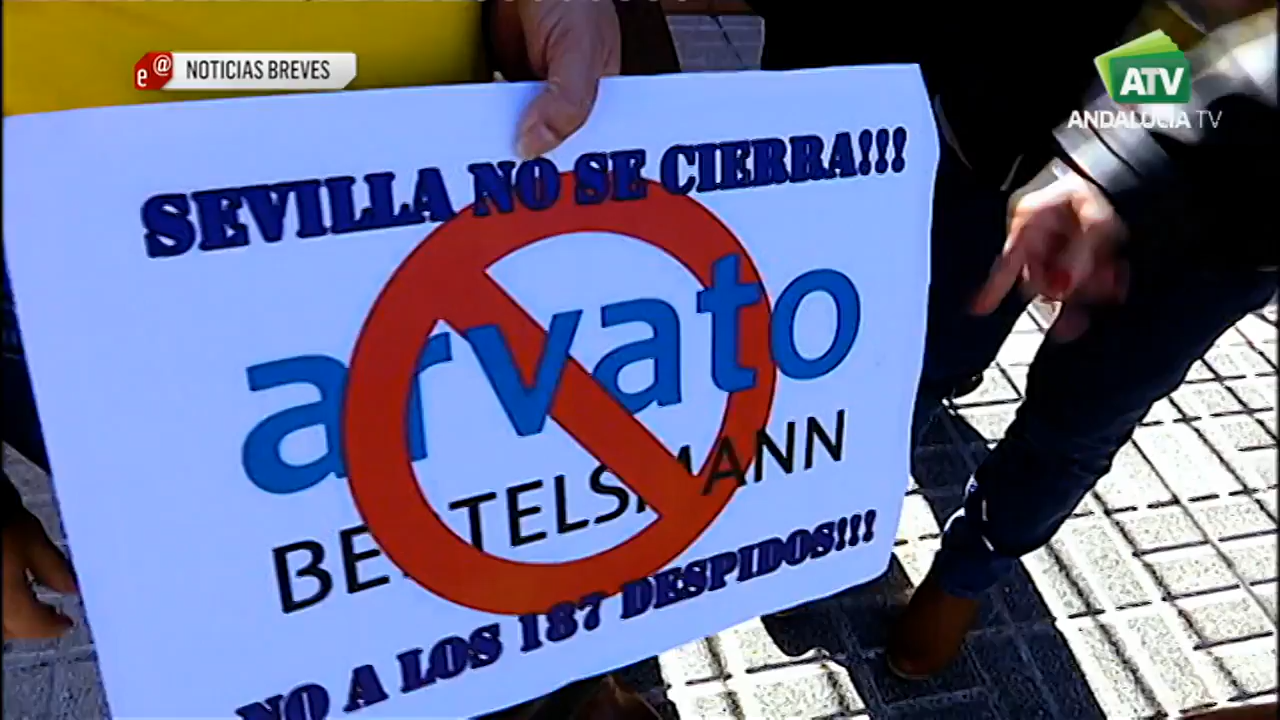 e@ NOTICIAS BREVES
ATV
ANDALUCIA TV
SEVILLA NO SE CIERRA!!!
arvato
BERTELSMANN
NO A LOS 187 DESPIDOS!!!